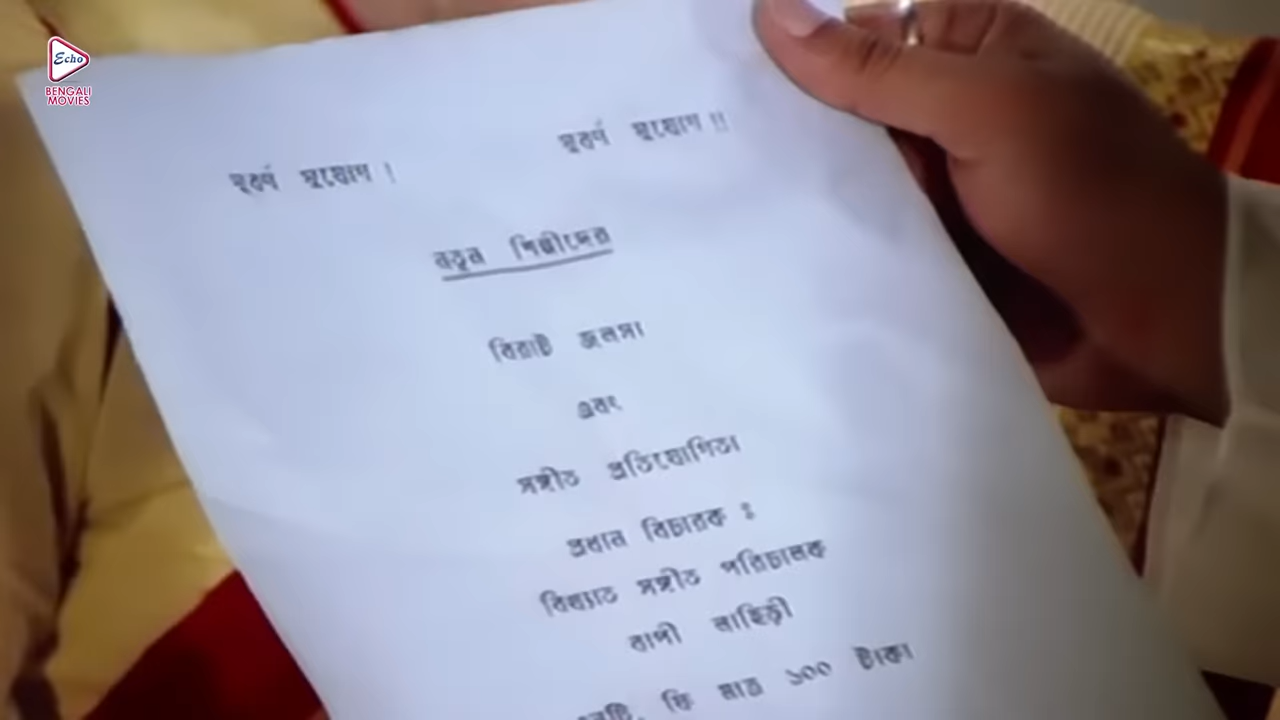 Echo
BENGALI
MOVIES
সুবর্ণ সুযোগ ! সুবর্ণ সুযোগ !!
নতুন শিল্পীদের
বিরাট জলসা
এবং
সঙ্গীত প্রতিযোগিতা
প্রধান বিচারক ঃ
বিখ্যাত সঙ্গীত পরিচালক
বাপী লাহিড়ী
ফি মাত্র ১০০ টাকা